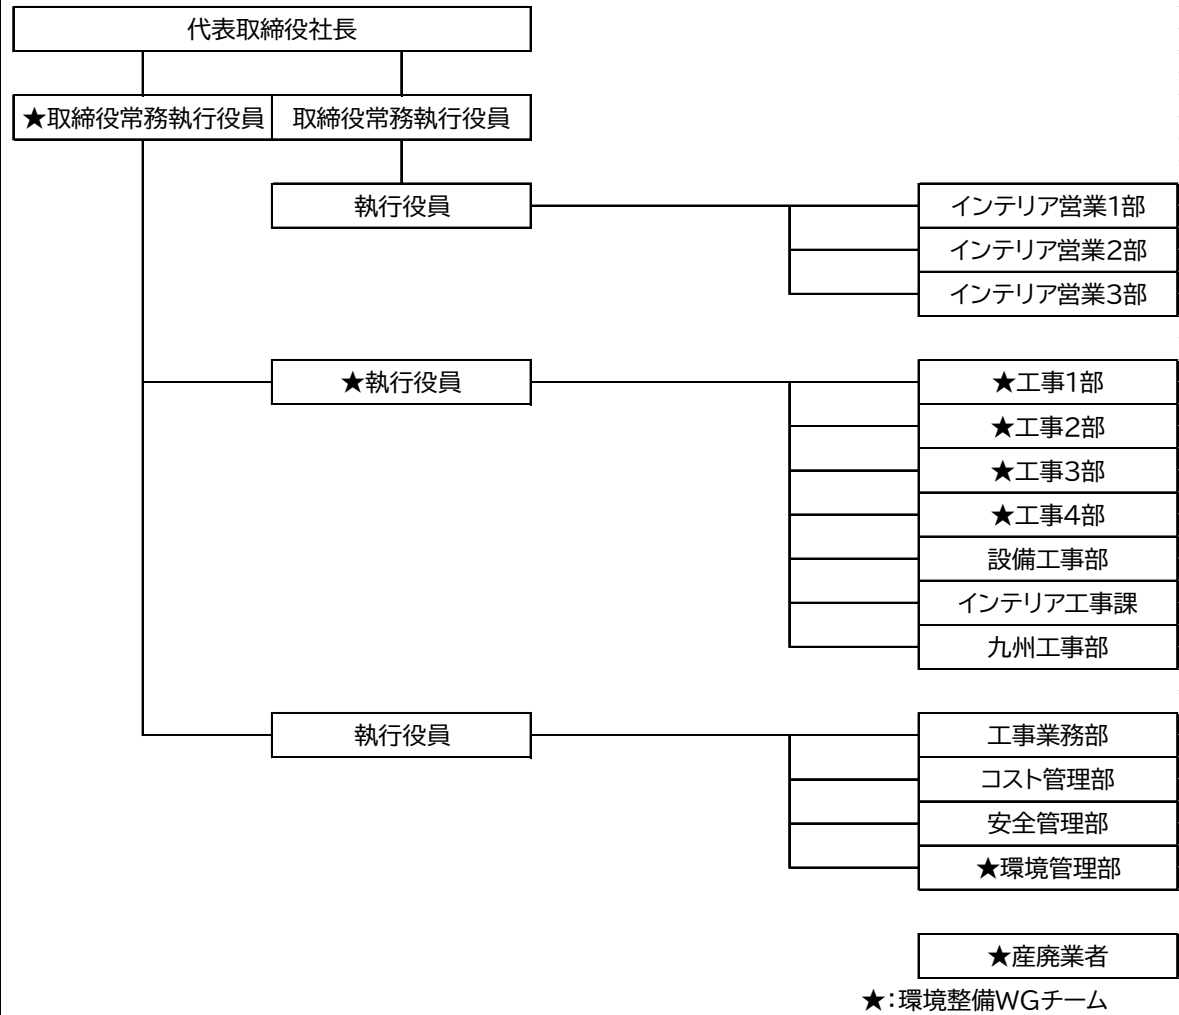 代表取締役社長
★取締役常務執行役員 取締役常務執行役員
執行役員 インテリア営業1部
インテリア営業2部
インテリア営業3部
★執行役員 ★工事1部
★工事2部
★工事3部
★工事4部
設備工事部
インテリア工事課
九州工事部
執行役員 工事業務部
コスト管理部
安全管理部
★環境管理部
★産廃業者
★：環境整備WGチーム